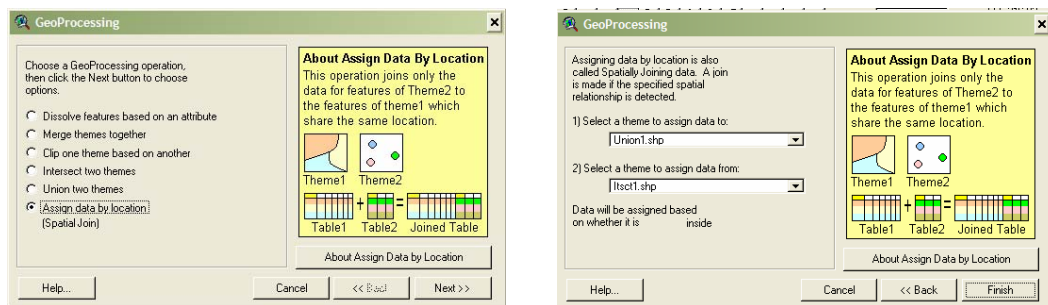 GeoProcessing
Choose a GeoProcessing operation,
then click the Next button to choose
options.
Dissolve features based on an attribute
Merge themes together
Clip one theme based on another
Intersect two themes
Union two themes
Assign data by location
(Spatial Join)
About Assign Data By Location
This operation joins only the
data for features of Theme2 to
the features of theme1 which
share the same location.
Theme1 Theme2
+ =
Table1 Table2 Joined Table
About Assign Data by Location
Help... Cancel << Back Next >>
GeoProcessing
Assigning data by location is also
called Spatially Joining data. A join
is made if the specified spatial
relationship is detected.
1) Select a theme to assign data to:
Union1.shp
2) Select a theme to assign data from:
Itsct1.shp
Data will be assigned based
on whether it is inside
About Assign Data By Location
This operation joins only the
data for features of Theme2 to
the features of theme1 which
share the same location.
Theme1 Theme2
+ =
Table1 Table2 Joined Table
About Assign Data by Location
Help... Cancel << Back Finish